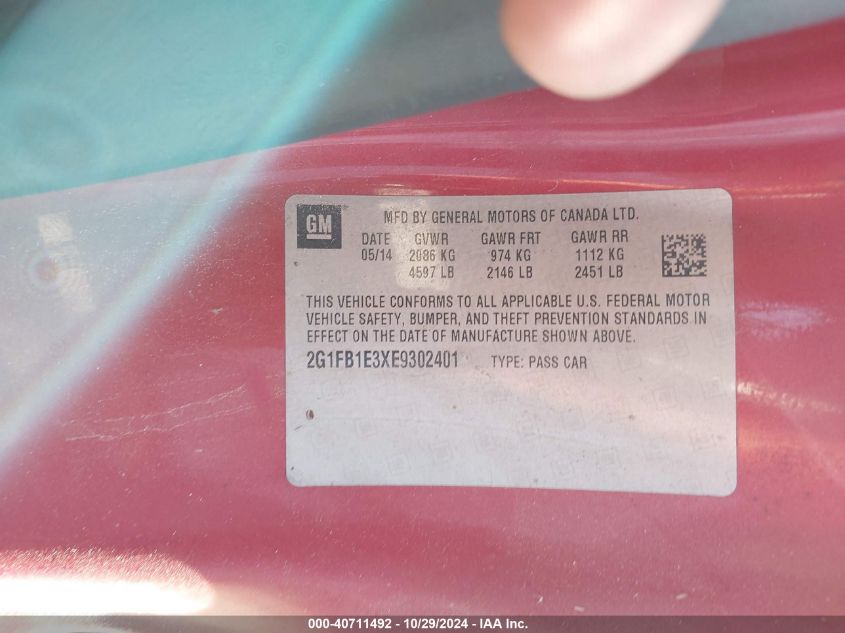 GM
MFD BY GENERAL MOTORS OF CANADA LTD.
DATE GVWR GAWR FRT GAWR RR
05/14 2086 KG 974 KG 1112 KG
4597 LB 2146 LB 2451 LB
THIS VEHICLE CONFORMS TO ALL APPLICABLE U.S. FEDERAL MOTOR
VEHICLE SAFETY, BUMPER, AND THEFT PREVENTION STANDARDS IN
EFFECT ON THE DATE OF MANUFACTURE SHOWN ABOVE.
2G1FB1E3XE9302401 TYPE: PASS CAR
000-40711492 - 10/29/2024 - IAA Inc.